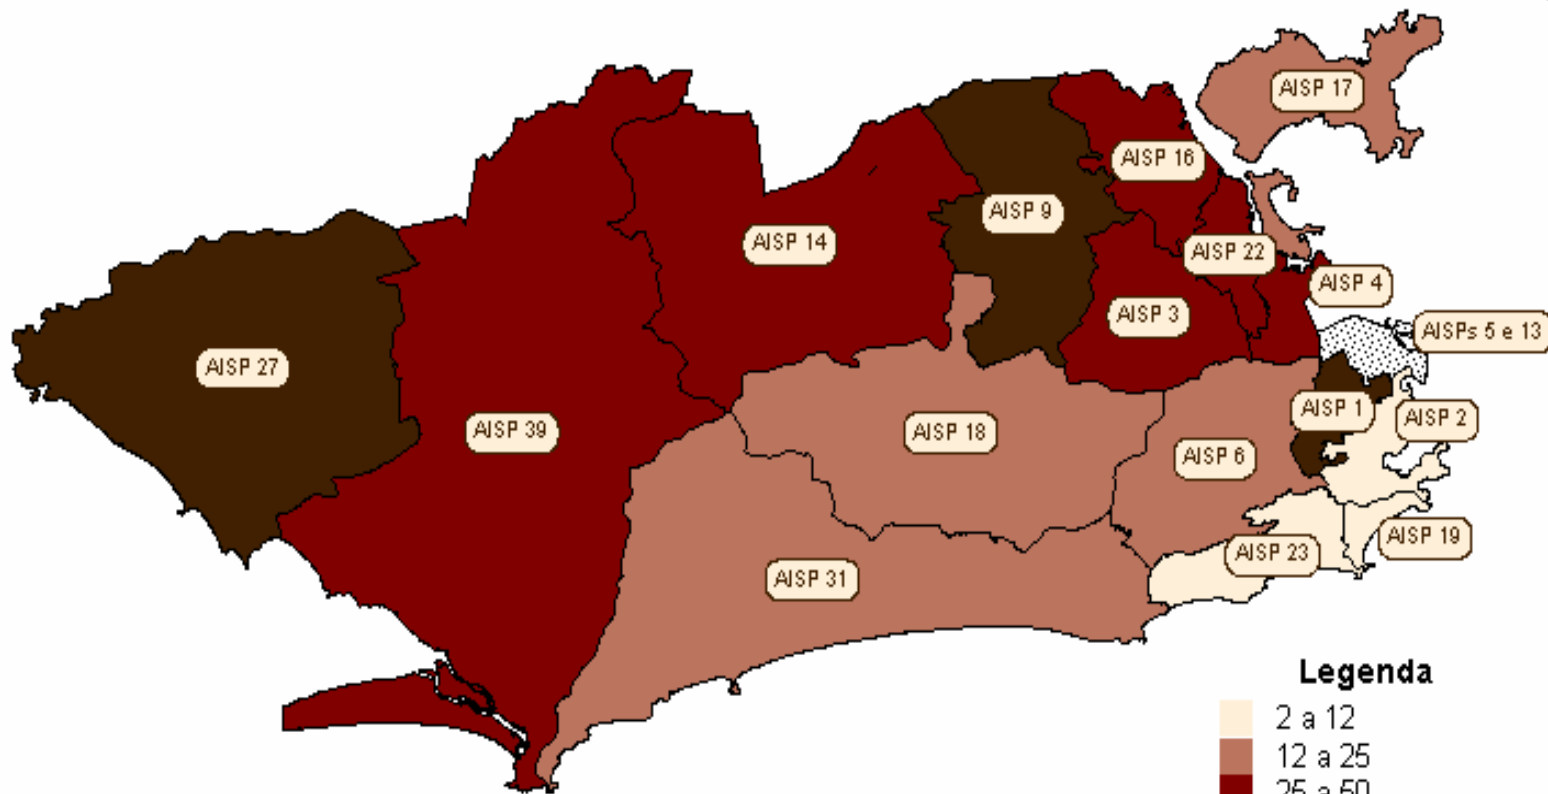 AISP 17
AISP 16
AISP 9
AISP 14
AISP 22
AISP 4
AISP 3
AISPs 5 e 13
AISP 27
AISP 1
AISP 2
AISP 39
AISP 18
AISP 6
AISP 19
AISP 23
AISP 31
Legenda
2 a 12
12 a 25
25 a 50